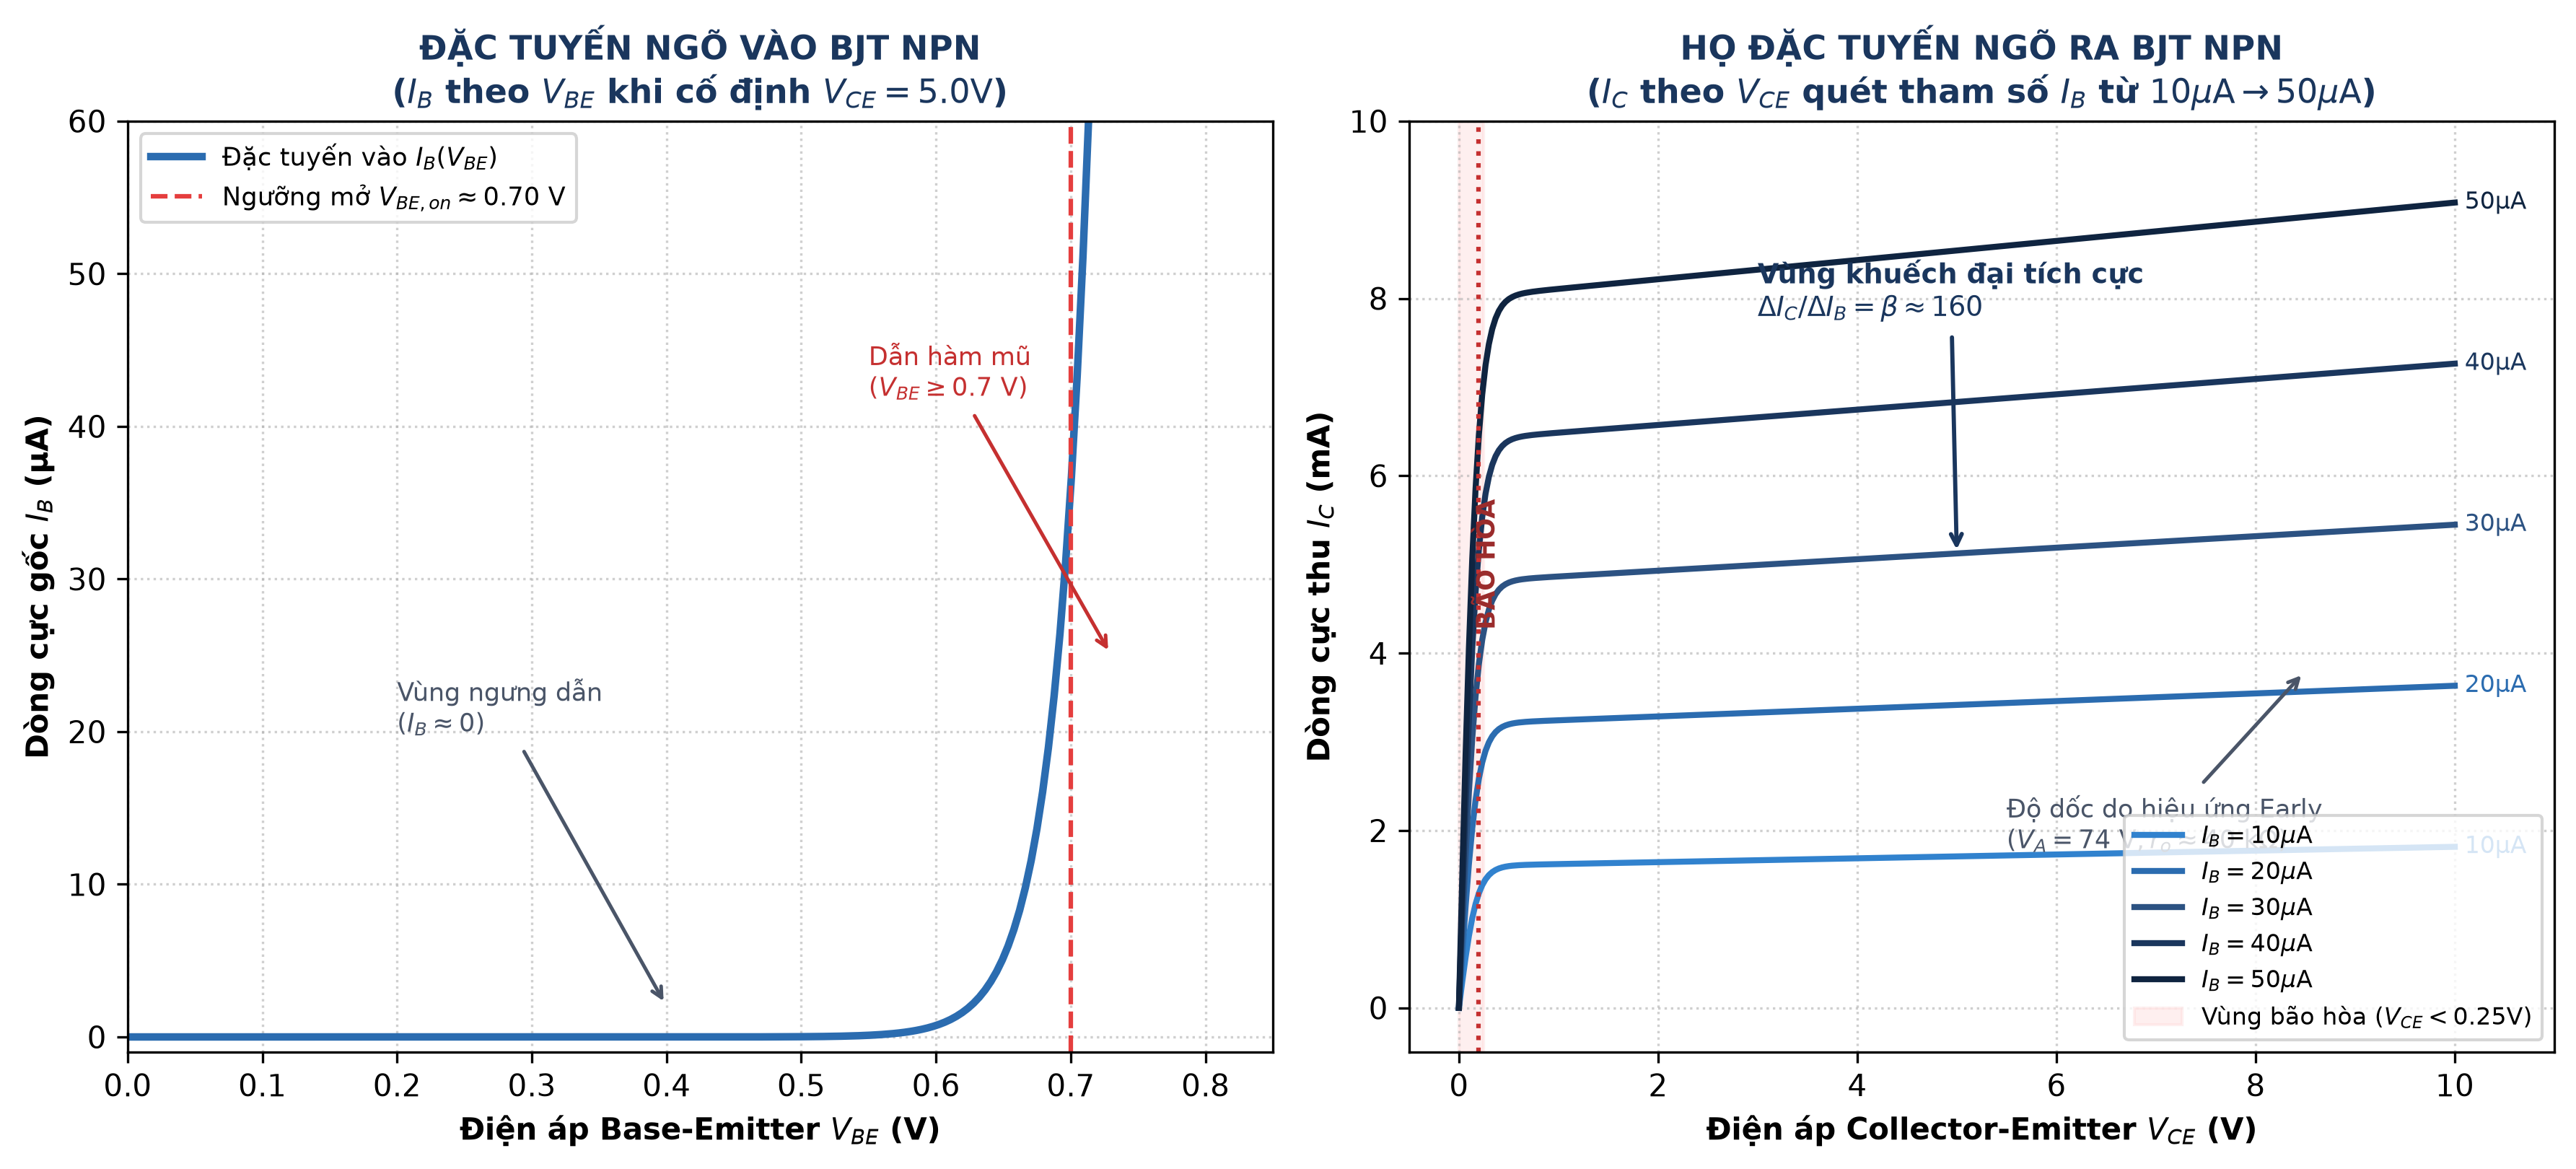 ĐẶC TUYẾN NGÕ VÀO BJT NPN
(I_B theo V_BE khi cố định V_CE = 5.0V)
Đặc tuyến vào I_B(V_BE)
Ngưỡng mở V_BE,on ≈ 0.70 V
Dẫn hàm mũ
(V_BE ≥ 0.7 V)
Vùng ngưng dẫn
(I_B ≈ 0)
Dòng cực gốc I_B (µA)
60
50
40
30
20
10
0
0.0 0.1 0.2 0.3 0.4 0.5 0.6 0.7 0.8
Điện áp Base-Emitter V_BE (V)
HỌ ĐẶC TUYẾN NGÕ RA BJT NPN
(I_C theo V_CE quét tham số I_B từ 10µA → 50µA)
Vùng khuếch đại tích cực
ΔI_C/ΔI_B = β ≈ 160
BÃO HÒA
50µA
40µA
30µA
20µA
10µA
Độ dốc do hiệu ứng Early
(V_A = 74
I_B = 10µA
I_B = 20µA
I_B = 30µA
I_B = 40µA
I_B = 50µA
Vùng bão hòa (V_CE < 0.25V)
Dòng cực thu I_C (mA)
10
8
6
4
2
0
0 2 4 6 8 10
Điện áp Collector-Emitter V_CE (V)